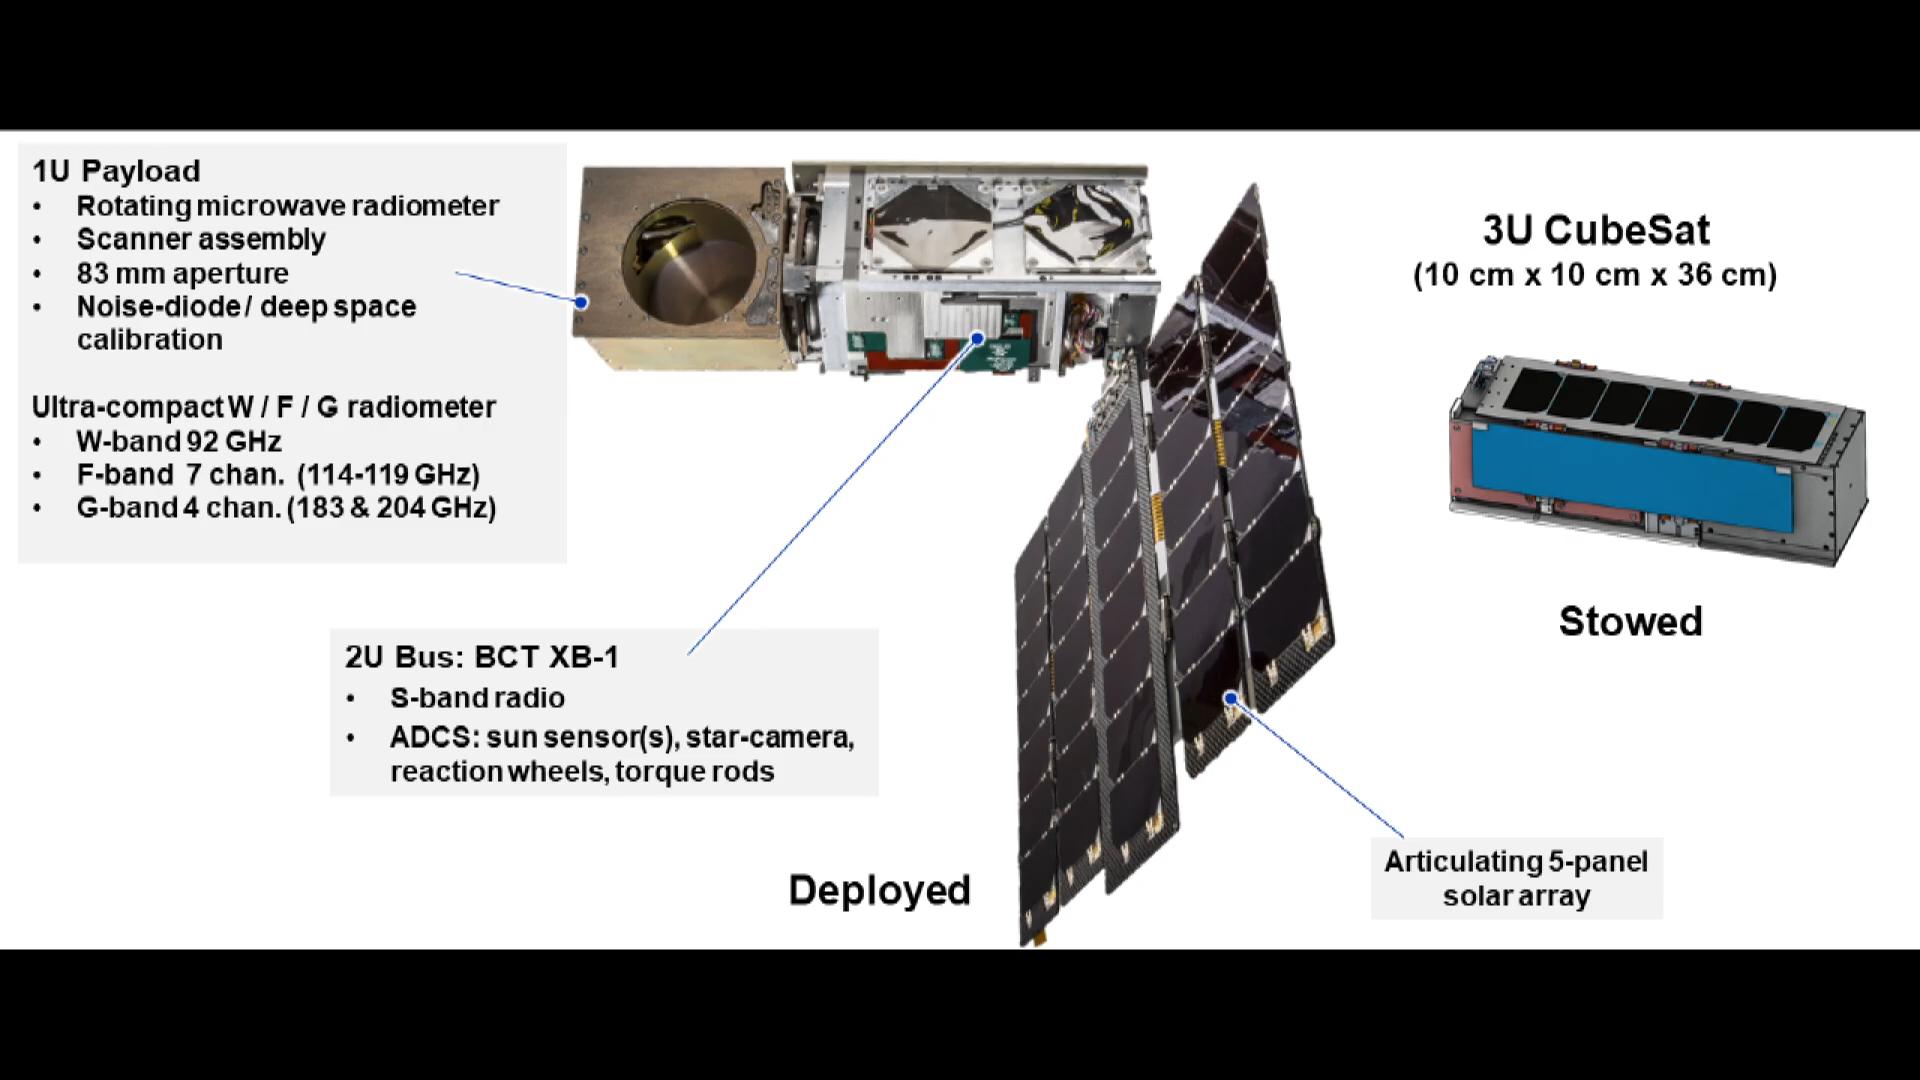 1U Payload
• Rotating microwave radiometer
• Scanner assembly
• 83 mm aperture
• Noise-diode / deep space
calibration
Ultra-compact W / F / G radiometer
• W-band 92 GHz
• F-band 7 chan. (114-119 GHz)
• G-band 4 chan. (183 & 204 GHz)
2U Bus: BCT XB-1
• S-band radio
• ADCS: sun sensor(s), star-camera,
reaction wheels, torque rods
Deployed
3U CubeSat
(10 cm x 10 cm x 36 cm)
Stowed
Articulating 5-panel
solar array